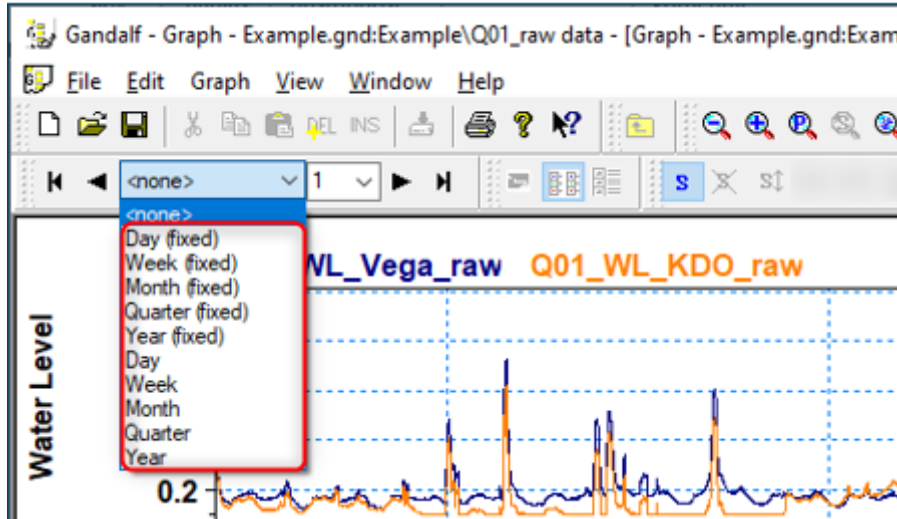 Gandalf - Graph - Example.gnd:Example\Q01_raw data - [Graph - Example.gnd:Exam
File Edit Graph View Window Help
DEL INS
<none> 1 S S
<none>
Day (fixed)
Week (fixed)
Month (fixed)
Quarter (fixed)
Year (fixed)
Day
Week
Month
Quarter
Year
WL_Vega_raw Q01_WL_KDO_raw
Water Level
0.2